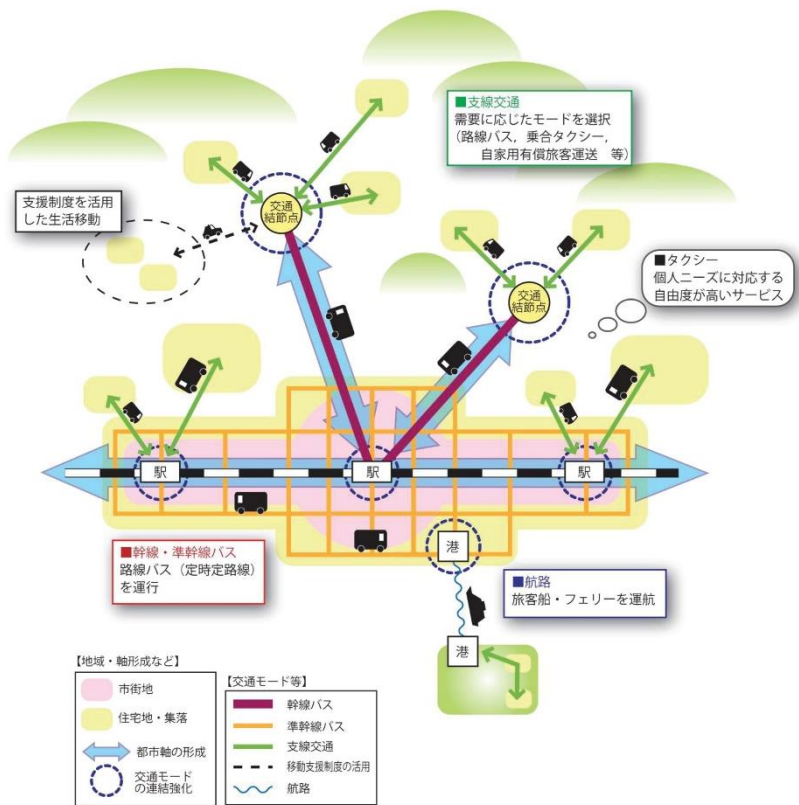 ■支線交通
需要に応じたモードを選択
(路線バス，乗合タクシー，
自家用有償旅客運送　等)
支援制度を活用
した生活移動
交通
結節点
交通
結節点
■タクシー
個人ニーズに対応する
自由度が高いサービス
駅
駅
駅
港
■幹線・準幹線バス
路線バス（定時定路線）
を運行
■航路
旅客船・フェリーを運航
港
【地域・軸形成など】
市街地
住宅地・集落
都市軸の形成
交通モード
の連結強化
【交通モード等】
幹線バス
準幹線バス
支線交通
移動支援制度の活用
航路